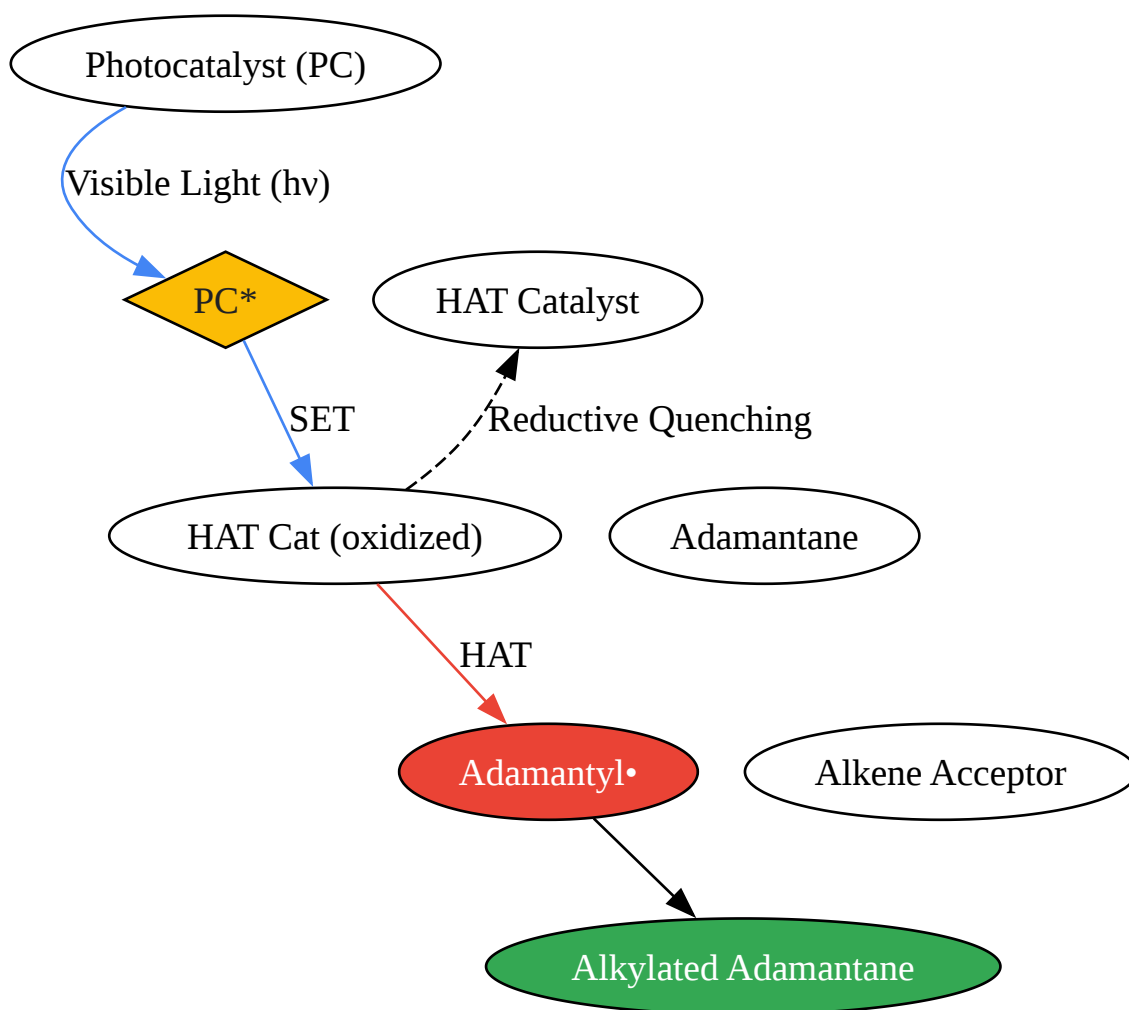 Photocatalyst (PC)
Visible Light (hν)
PC*
HAT Catalyst
SET
Reductive Quenching
HAT Cat (oxidized)
Adamantane
HAT
Adamantyl•
Alkene Acceptor
Alkylated Adamantane